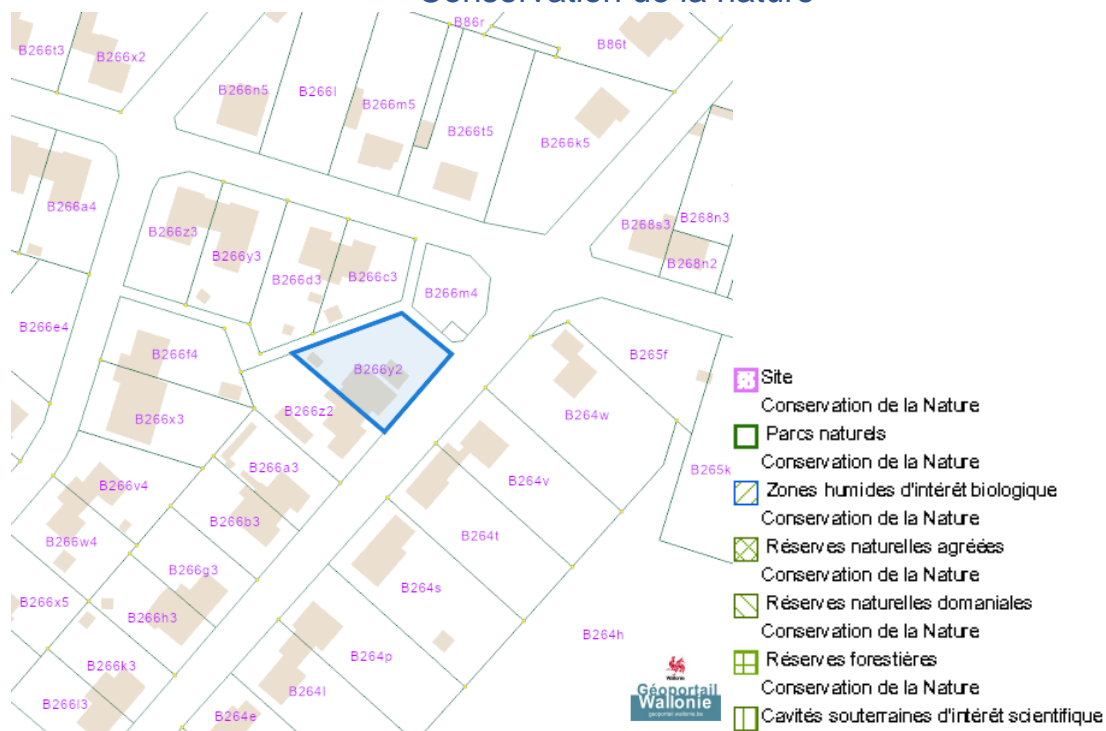 Conservation de la nature
B86r
B86t
B266t3
B266x2
B266n5
B266l
B266m5
B266t5
B266k5
B266a4
B268n3
B268s3
B266z3
B266y3
B268n2
B266d3
B266c3
B266m4
B266e4
B266f4
B265f
B266y2
B266z2
B264w
B266x3
B266a3
B265k
B266v4
B264v
B266b3
B264t
B266w4
B266g3
B264s
B266x5
B266h3
B264h
B264p
B266k3
B264l
B266l3
B264e
Site
Conservation de la Nature
Parcs naturels
Conservation de la Nature
Zones humides d'intérêt biologique
Conservation de la Nature
Réserves naturelles agréées
Conservation de la Nature
Réserves naturelles domaniales
Conservation de la Nature
Réserves forestières
Conservation de la Nature
Cavités souterraines d'intérêt scientifique
Wallonie
Géoportail
Wallonie
geoportail.wallonie.be